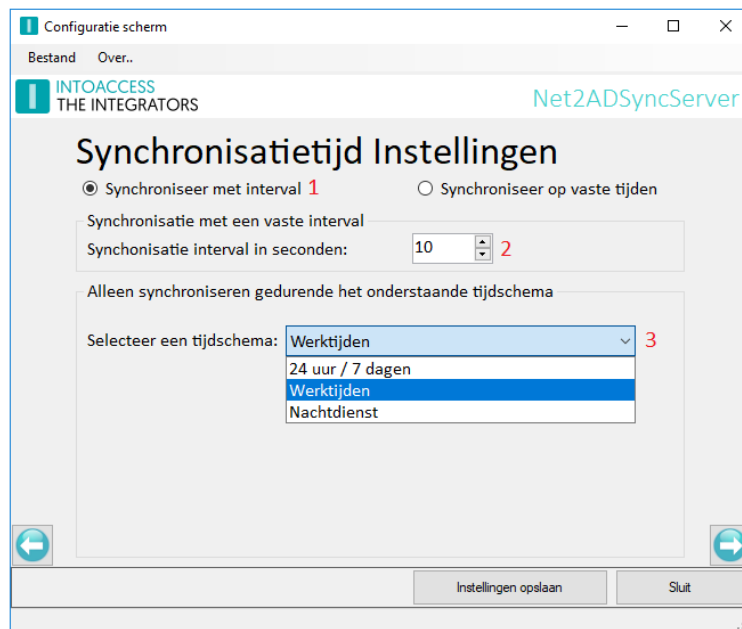 Configuratie scherm
Bestand Over..
INTOACCESS
THE INTEGRATORS
Net2ADSyncServer
Synchronisatietijd Instellingen
Synchroniseer met interval 1 Synchroniseer op vaste tijden
Synchronisatie met een vaste interval
Synchonisatie interval in seconden: 10 2
Alleen synchroniseren gedurende het onderstaande tijdschema
Selecteer een tijdschema: Werktijden 3
24 uur / 7 dagen
Werktijden
Nachtdienst
Instellingen opslaan Sluit